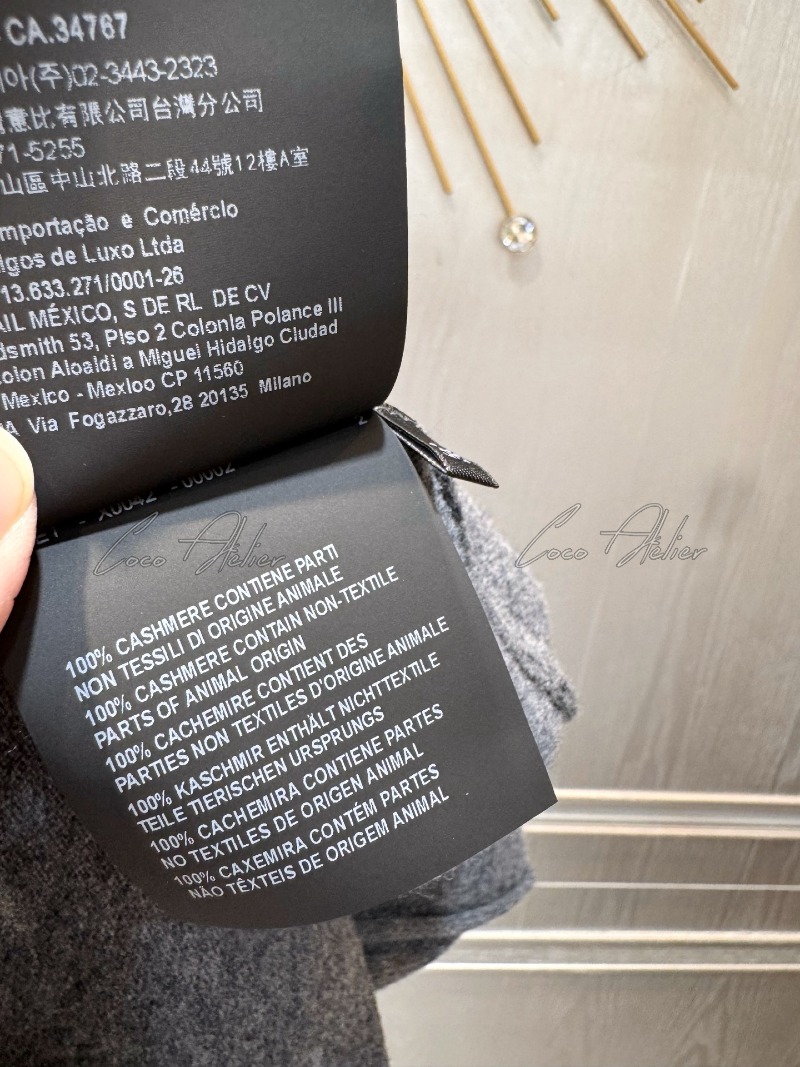 CA.34767
아(주)02-3443-2323
比有限公司台灣分公司
71-5255
山區中山北路二段44號12樓A室
mportação e Comércio
lgos de Luxo Ltda
13.633.271/0001-26
AIL MÉXICO, S DE RL DE CV
dsmith 53, Piso 2 Colonia Polance III
colon Aloaldi a Miguel Hidalgo Ciudad
Mexico - Mexioo CP 11560
Via Fogazzaro,28 20135 Milano
2
X0042 -00002
100% CASHMERE CONTIENE PARTI
NON TESSILI DI ORIGINE ANIMALE
100% CASHMERE CONTAIN NON-TEXTILE
PARTS OF ANIMAL ORIGIN
100% CACHEMIRE CONTIENT DES
PARTIES NON TEXTILES D'ORIGINE ANIMALE
100% KASCHMIR ENTHÄLT NICHTTEXTILE
TEILE TIERISCHEN URSPRUNGS
100% CACHEMIRA CONTIENE PARTES
NO TEXTILES DE ORIGEN ANIMAL
100% CAXEMIRA CONTÉM PARTES
NÃO TÊXTEIS DE ORIGEM ANIMAL
Coco Atelier
Coco Atelier